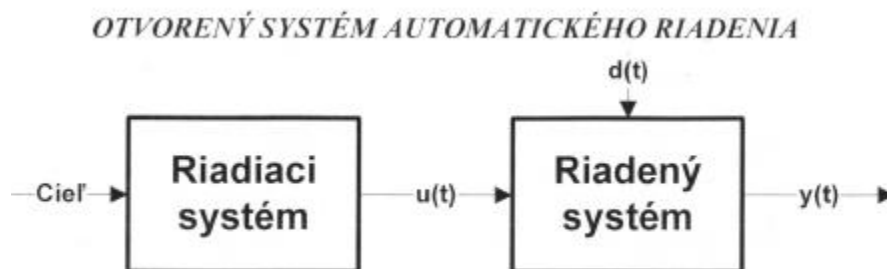 OTVORENÝ SYSTÉM AUTOMATICKÉHO RIADENIA
d(t)
Cieľ
Riadiaci
systém
u(t)
Riadený
systém
y(t)